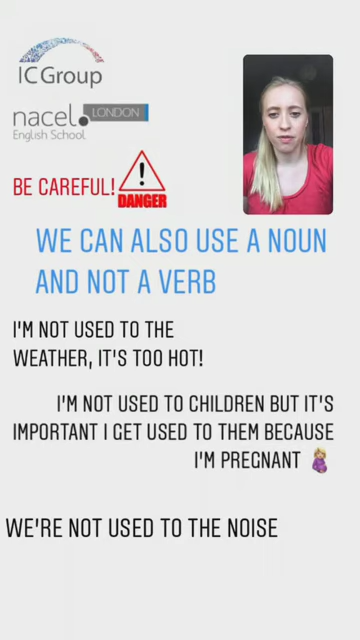 IC Group
nacel. LONDON
English School
BE CAREFUL!
DANGER
WE CAN ALSO USE A NOUN
AND NOT A VERB
I'M NOT USED TO THE
WEATHER, IT'S TOO HOT!
I'M NOT USED TO CHILDREN BUT IT'S
IMPORTANT I GET USED TO THEM BECAUSE
I'M PREGNANT 🤰🏼
WE'RE NOT USED TO THE NOISE